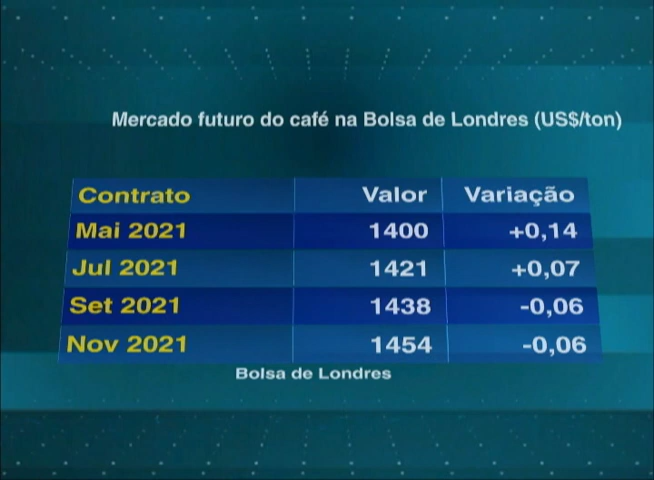 Mercado futuro do café na Bolsa de Londres (US$/ton)
Contrato Valor Variação
Mai 2021 1400 +0,14
Jul 2021 1421 +0,07
Set 2021 1438 -0,06
Nov 2021 1454 -0,06
Bolsa de Londres